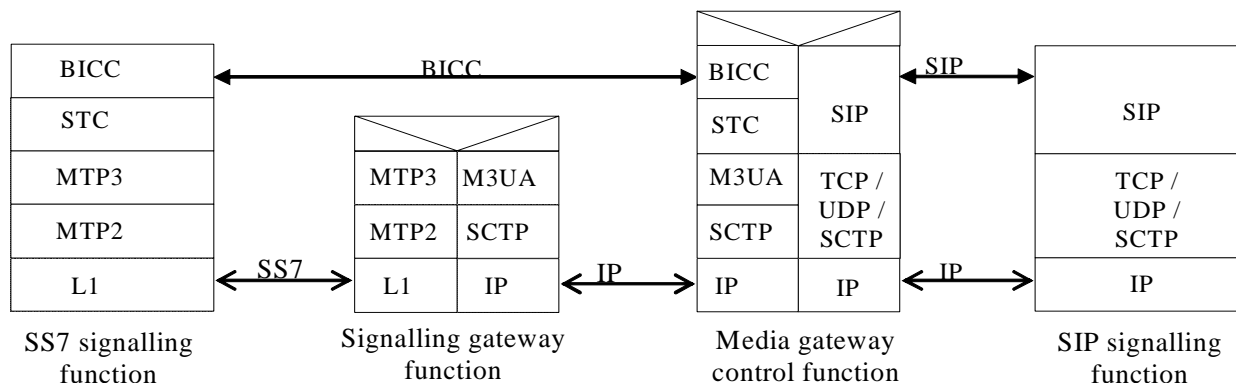 BICC
STC
MTP3
MTP2
L1
SS7 signalling
function
BICC
SS7
MTP3
M3UA
MTP2
SCTP
L1
IP
Signalling gateway
function
IP
BICC
STC
SIP
M3UA
SCTP
TCP /
UDP /
SCTP
IP
IP
Media gateway
control function
SIP
IP
SIP
TCP /
UDP /
SCTP
IP
SIP signalling
function